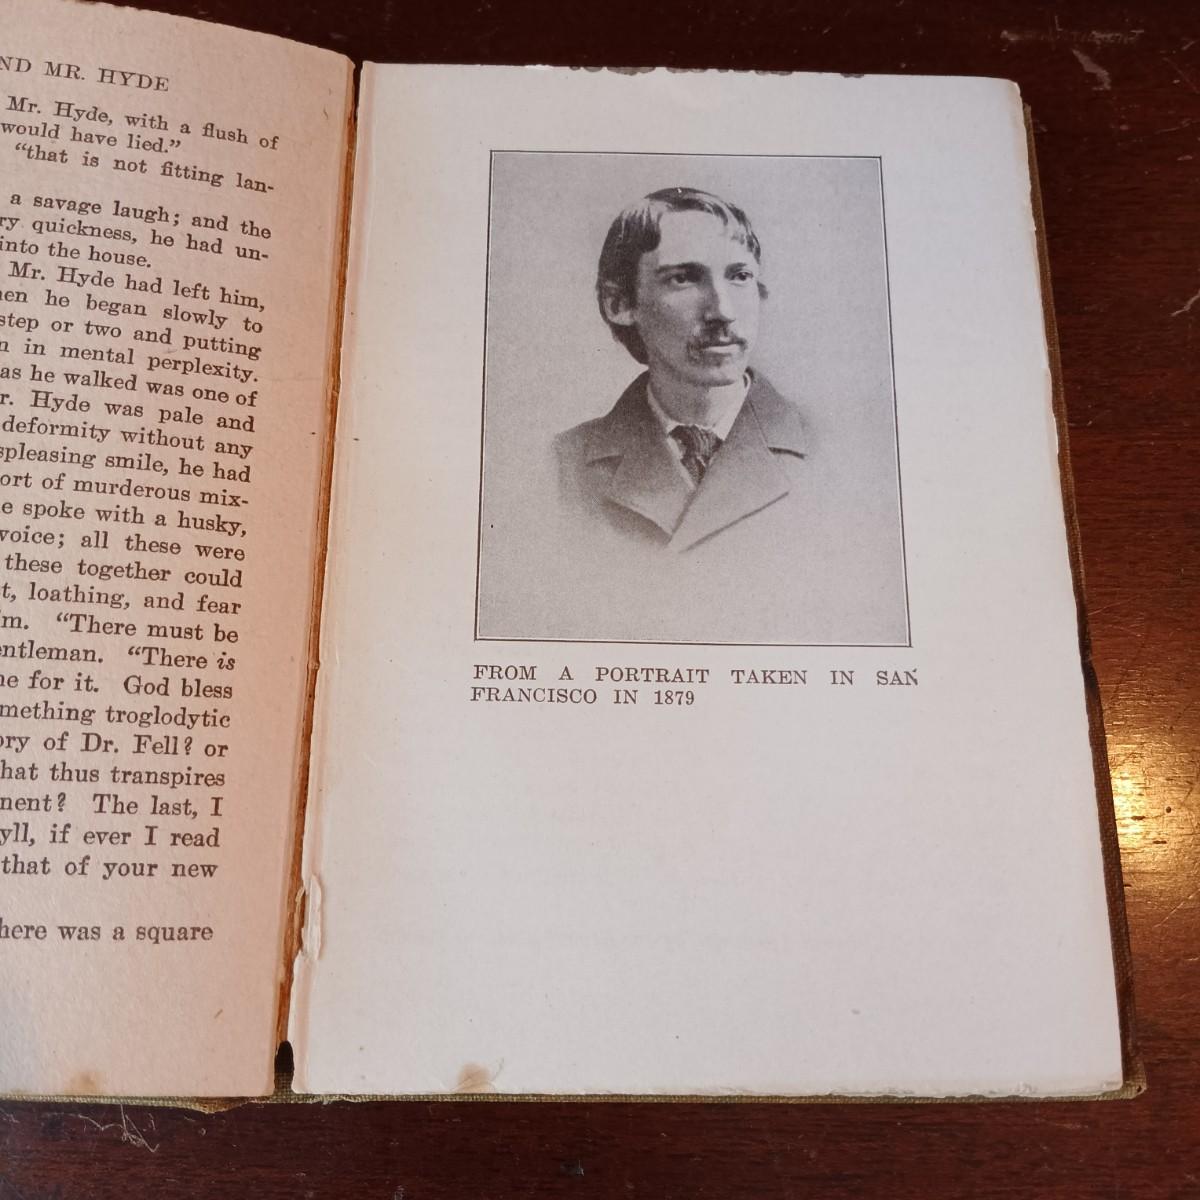 ND MR. HYDE
Mr. Hyde, with a flush of
would have lied."
"that is not fitting lan-
a savage laugh; and the
ry quickness, he had un-
into the house.
Mr. Hyde had left him,
hen he began slowly to
step or two and putting
n in mental perplexity.
as he walked was one of
r. Hyde was pale and
deformity without any
spleasing smile, he had
ort of murderous mix-
e spoke with a husky,
voice; all these were
these together could
t, loathing, and fear
m. "There must be
entleman. "There is
me for it. God bless
mething troglodytic
ory of Dr. Fell? or
hat thus transpires
nent? The last, I
yll, if ever I read
that of your new
here was a square
FROM A PORTRAIT TAKEN IN SAN
FRANCISCO IN 1879